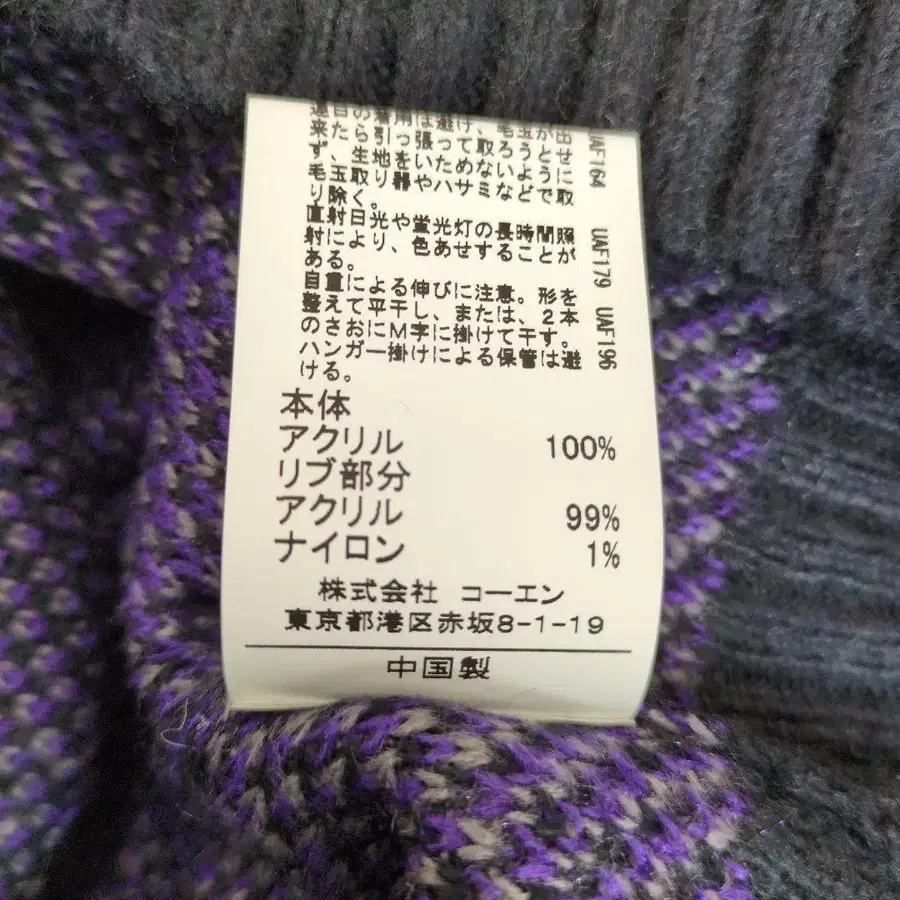 連日の着用は避け、毛玉が出
来たら引っ張って取ろうとせ
ず、生地をいためないように
毛玉取り器やハサミなどで取
り除く。
直射日光や蛍光灯の長時間照
射により、色あせすることが
ある。
自重による伸びに注意。形を
整えて平干し、または、2本
のさおにM字に掛けて干す。
ハンガー掛けによる保管は避
ける。
本体
アクリル 100%
リブ部分
アクリル 99%
ナイロン 1%
株式会社 コーエン
東京都港区赤坂8-1-19
中国製
UAF164 UAF179 UAF196